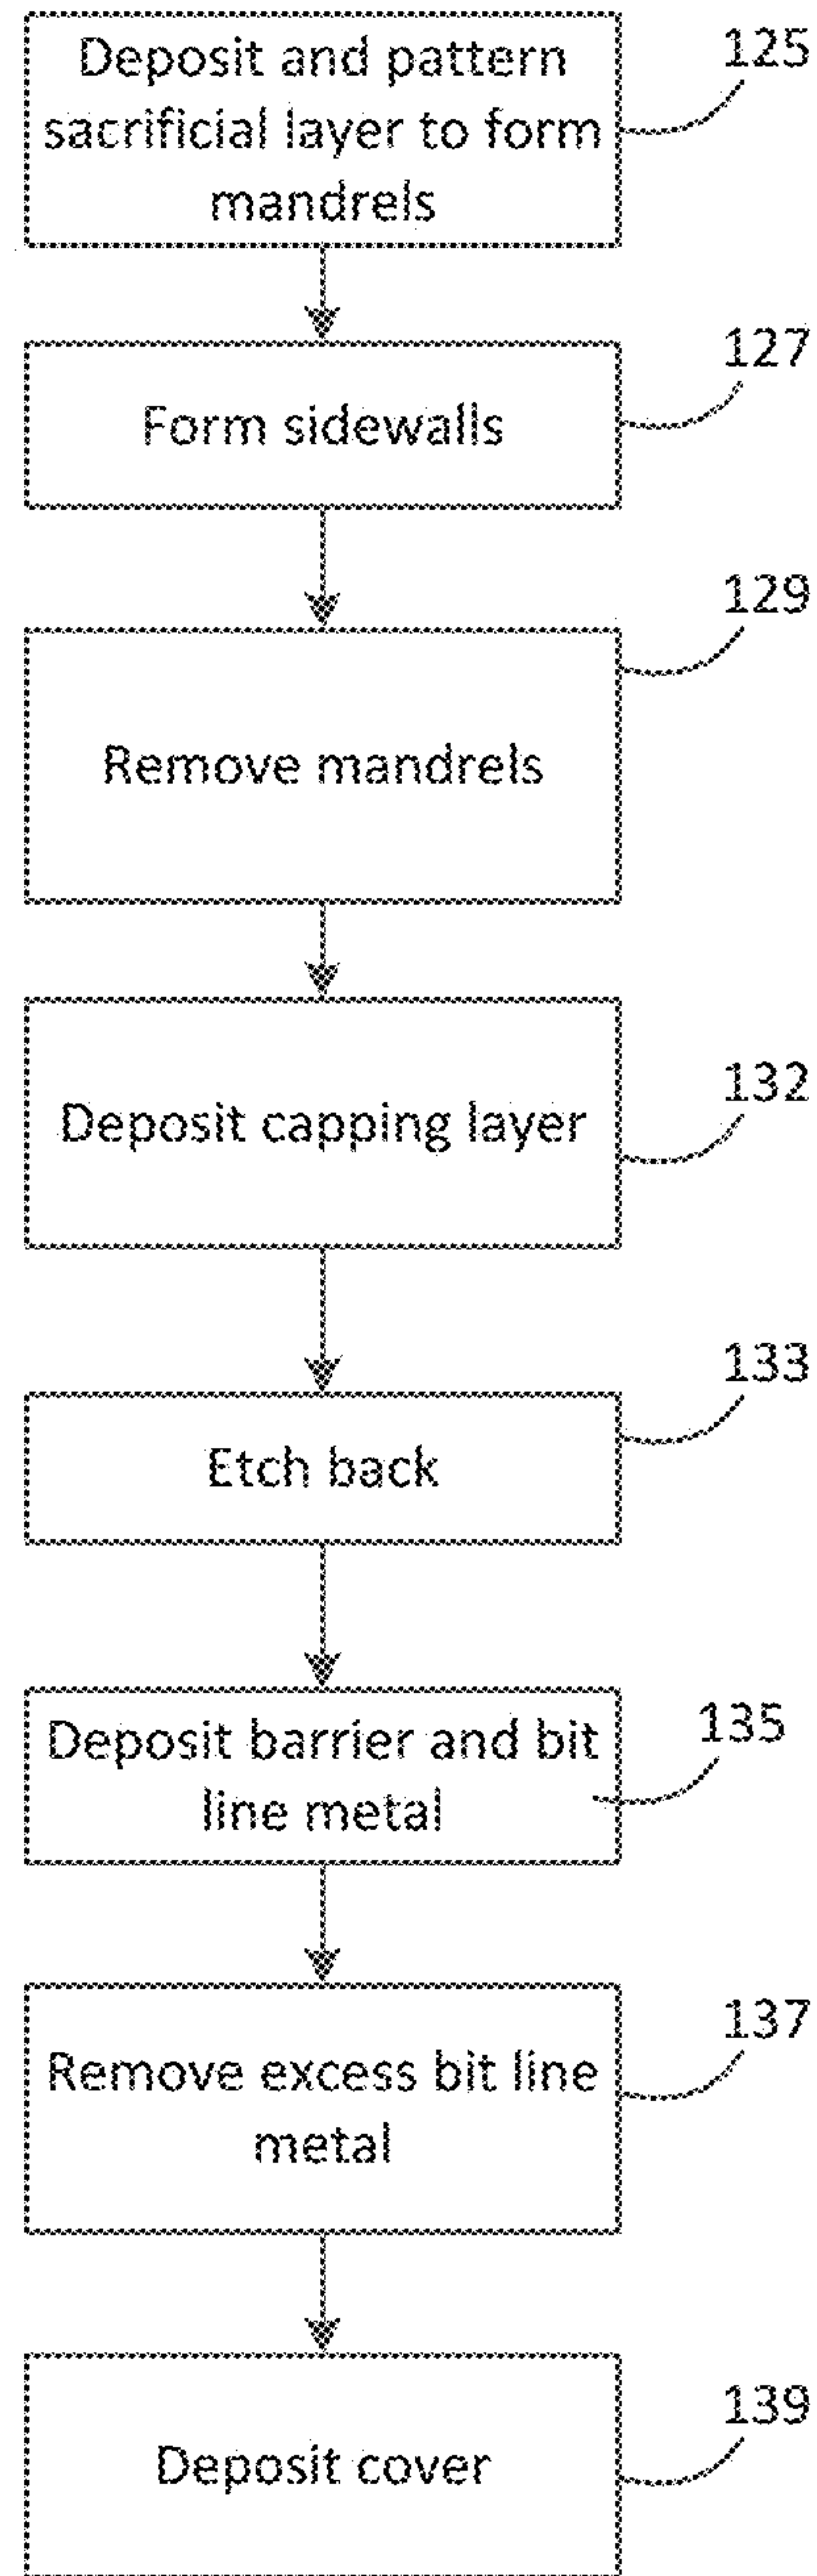 Deposit and pattern
sacrificial layer to form
mandrels
125
Form sidewalls
127
Remove mandrels
129
Deposit capping layer
132
Etch back
133
Deposit barrier and bit
line metal
135
Remove excess bit line
metal
137
Deposit cover
139